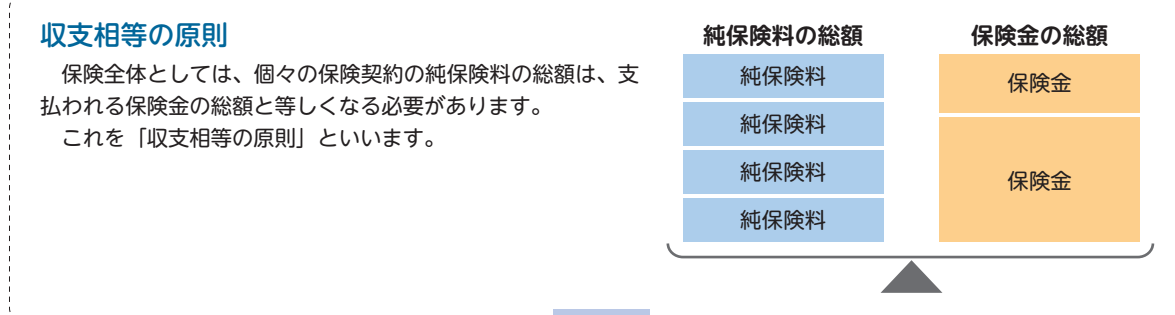 収支相等の原則
　保険全体としては、個々の保険契約の純保険料の総額は、支
払われる保険金の総額と等しくなる必要があります。
　これを「収支相等の原則」といいます。
純保険料の総額
純保険料
純保険料
純保険料
純保険料
保険金の総額
保険金
保険金